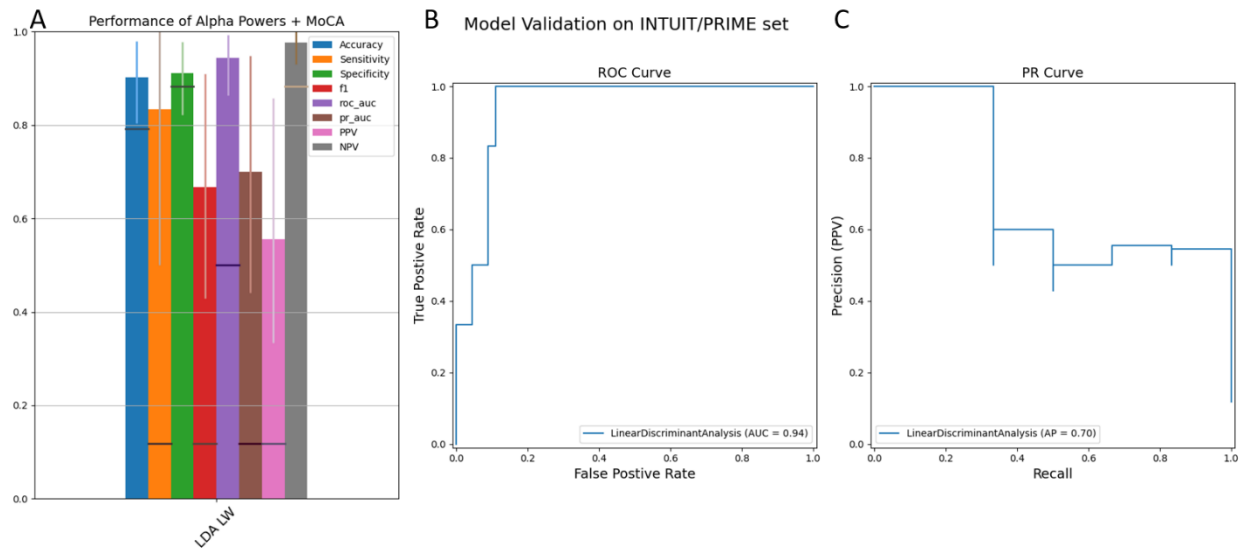 A
Performance of Alpha Powers + MoCA
1.0
0.8
0.6
0.4
0.2
0.0
Accuracy
Sensitivity
Specificity
f1
roc_auc
pr_auc
PPV
NPV
LDA LW
B
Model Validation on INTUIT/PRIME set
ROC Curve
True Postive Rate
1.0
0.8
0.6
0.4
0.2
0.0
LinearDiscriminantAnalysis (AUC = 0.94)
0.0 0.2 0.4 0.6 0.8 1.0
False Postive Rate
C
PR Curve
Precision (PPV)
1.0
0.8
0.6
0.4
0.2
0.0
LinearDiscriminantAnalysis (AP = 0.70)
0.0 0.2 0.4 0.6 0.8 1.0
Recall